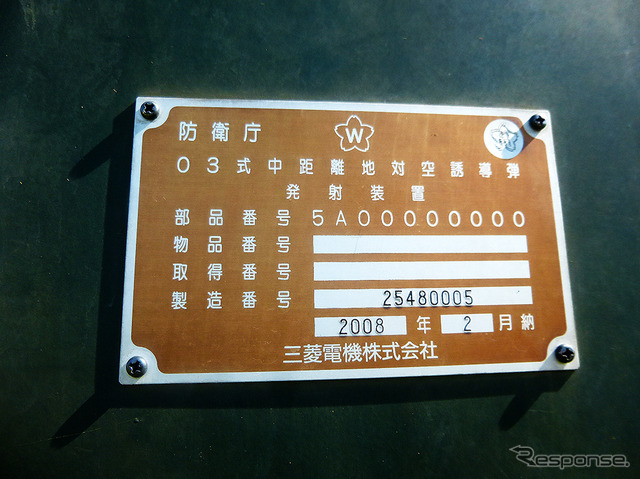 防衛庁 W
03式中距離地対空誘導弾
発射装置
部品番号 5A00000000
物品番号
取得番号
製造番号 25480005
2008 年 2 月納
三菱電機株式会社
Response.